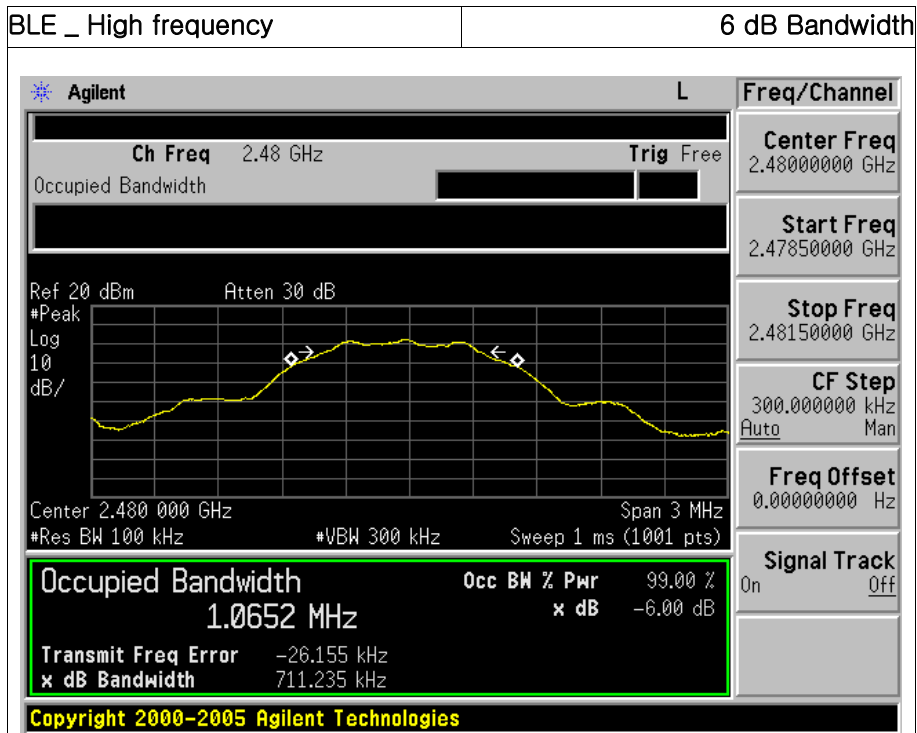 BLE _ High frequency
6 dB Bandwidth
Agilent
L
Freq/Channel
Ch Freq 2.48 GHz
Trig Free
Occupied Bandwidth
Center Freq
2.48000000 GHz
Start Freq
2.47850000 GHz
Stop Freq
2.48150000 GHz
CF Step
300.000000 kHz
Auto Man
Freq Offset
0.00000000 Hz
Signal Track
On Off
Ref 20 dBm Atten 30 dB
#Peak
Log
10
dB/
Center 2.480 000 GHz Span 3 MHz
#Res BW 100 kHz #VBW 300 kHz Sweep 1 ms (1001 pts)
Occupied Bandwidth
1.0652 MHz
Occ BW % Pwr 99.00 %
x dB -6.00 dB
Transmit Freq Error -26.155 kHz
x dB Bandwidth 711.235 kHz
Copyright 2000-2005 Agilent Technologies